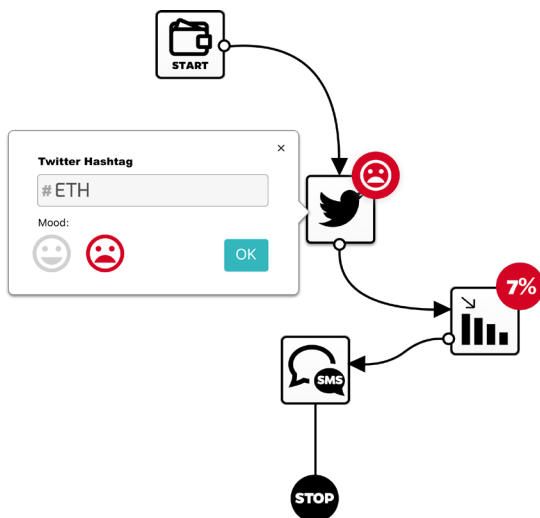 START
×
Twitter Hashtag
#ETH
Mood:
OK
7%
SMS
STOP